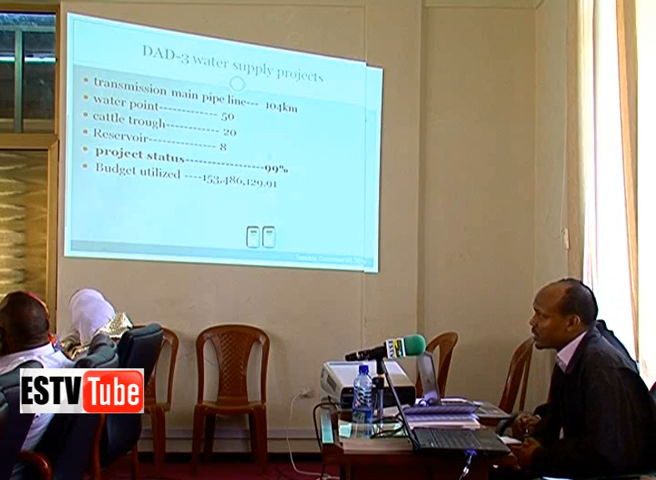 DAD-3 water supply projects
• transmission main pipe line--- 104km
• water point------------ 50
• cattle trough------------ 20
• Reservoir-------------- 8
• project status-----------------99%
• Budget utilized ----153,486,129.91
ESTV Tube